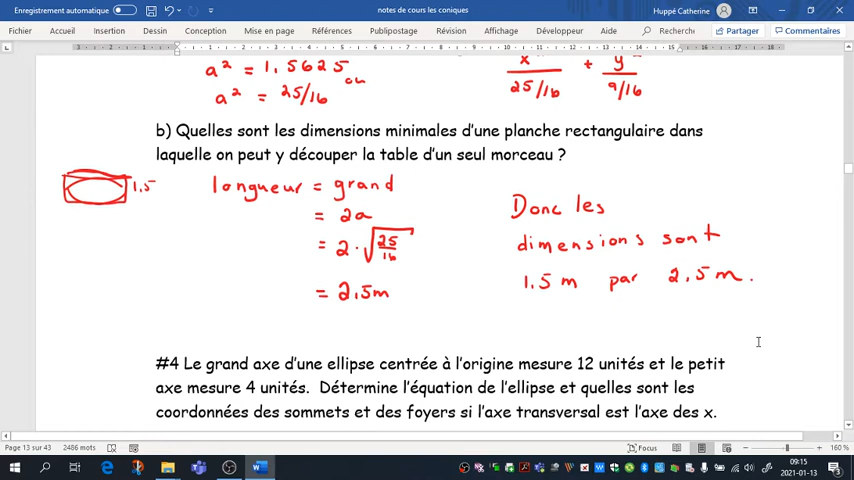 Enregistrement automatique
notes de cours les coniques
Huppé Catherine
Fichier
Accueil
Insertion
Dessin
Conception
Mise en page
Références
Publipostage
Révision
Affichage
Développeur
Aide
Recherche
Partager
Commentaires
a² = 1.5625
ou
a² = 25/16
x
y
+
25/16
9/16
b) Quelles sont les dimensions minimales d'une planche rectangulaire dans
laquelle on peut y découper la table d'un seul morceau ?
1.5
longueur = grand
= 2a
= 2 · √25/16
= 2.5m
Donc les
dimensions sont
1.5 m par 2.5 m.
#4 Le grand axe d'une ellipse centrée à l'origine mesure 12 unités et le petit
axe mesure 4 unités. Détermine l'équation de l'ellipse et quelles sont les
coordonnées des sommets et des foyers si l'axe transversal est l'axe des x.
Page 13 sur 43
2486 mots
Focus
160 %
09:15
2021-01-13